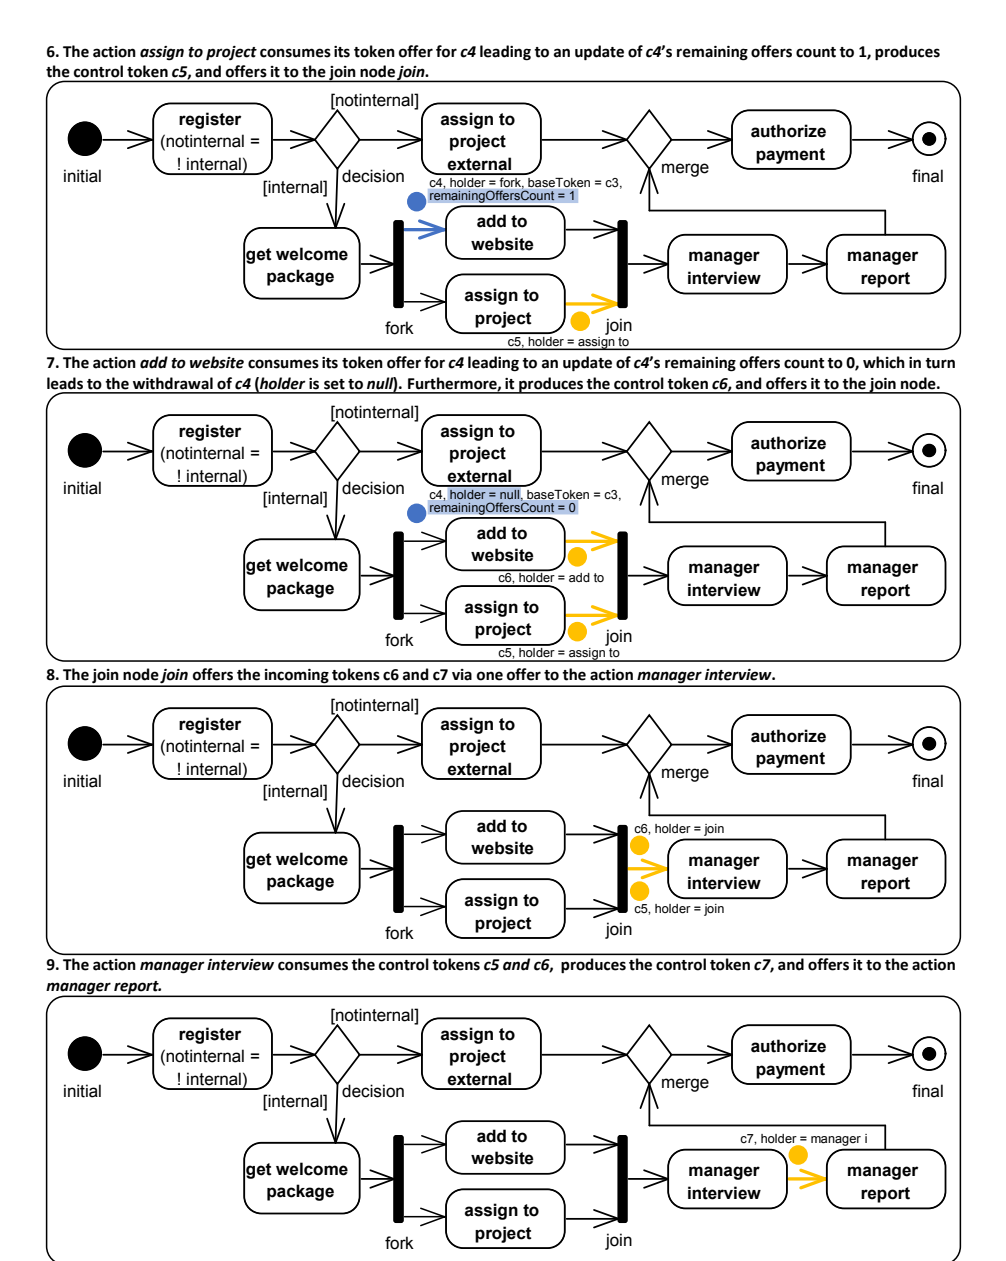 6. The action assign to project consumes its token offer for c4 leading to an update of c4's remaining offers count to 1, produces
the control token c5, and offers it to the join node join.
[notinternal]
register
(notinternal =
! internal)
assign to
project
external
authorize
payment
initial
[internal]
decision
merge
final
c4, holder = fork, baseToken = c3,
remainingOffersCount = 1
add to
website
get welcome
package
manager
interview
manager
report
assign to
project
fork
join
c5, holder = assign to
7. The action add to website consumes its token offer for c4 leading to an update of c4's remaining offers count to 0, which in turn
leads to the withdrawal of c4 (holder is set to null). Furthermore, it produces the control token c6, and offers it to the join node.
[notinternal]
register
(notinternal =
! internal)
assign to
project
external
authorize
payment
initial
[internal]
decision
merge
final
c4, holder = null, baseToken = c3,
remainingOffersCount = 0
add to
website
get welcome
package
c6, holder = add to
manager
interview
manager
report
assign to
project
fork
join
c5, holder = assign to
8. The join node join offers the incoming tokens c6 and c7 via one offer to the action manager interview.
[notinternal]
register
(notinternal =
! internal)
assign to
project
external
authorize
payment
initial
[internal]
decision
merge
final
add to
website
c6, holder = join
get welcome
package
manager
interview
manager
report
assign to
project
c5, holder = join
fork
join
9. The action manager interview consumes the control tokens c5 and c6, produces the control token c7, and offers it to the action
manager report.
[notinternal]
register
(notinternal =
! internal)
assign to
project
external
authorize
payment
initial
[internal]
decision
merge
final
add to
website
c7, holder = manager i
get welcome
package
manager
interview
manager
report
assign to
project
fork
join